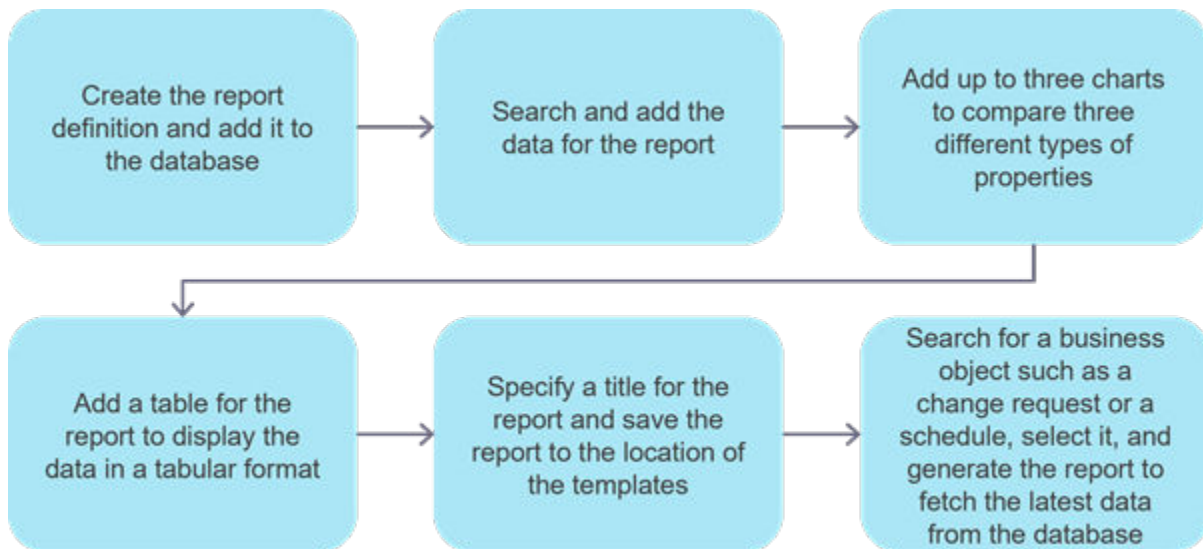 Create the report
definition and add it to
the database
Search and add the
data for the report
Add up to three charts
to compare three
different types of
properties
Add a table for the
report to display the
data in a tabular format
Specify a title for the
report and save the
report to the location of
the templates
Search for a business
object such as a
change request or a
schedule, select it, and
generate the report to
fetch the latest data
from the database